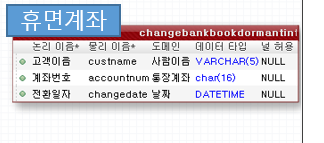 휴면계좌
changebankbookdormantinf
논리 이름* 물리 이름* 도메인 데이터 타입 널 허용
고객이름 custname 사람이름 VARCHAR(5) NULL
계좌번호 accountnum 통장계좌 char(16) NULL
전환일자 changedate 날짜 DATETIME NULL